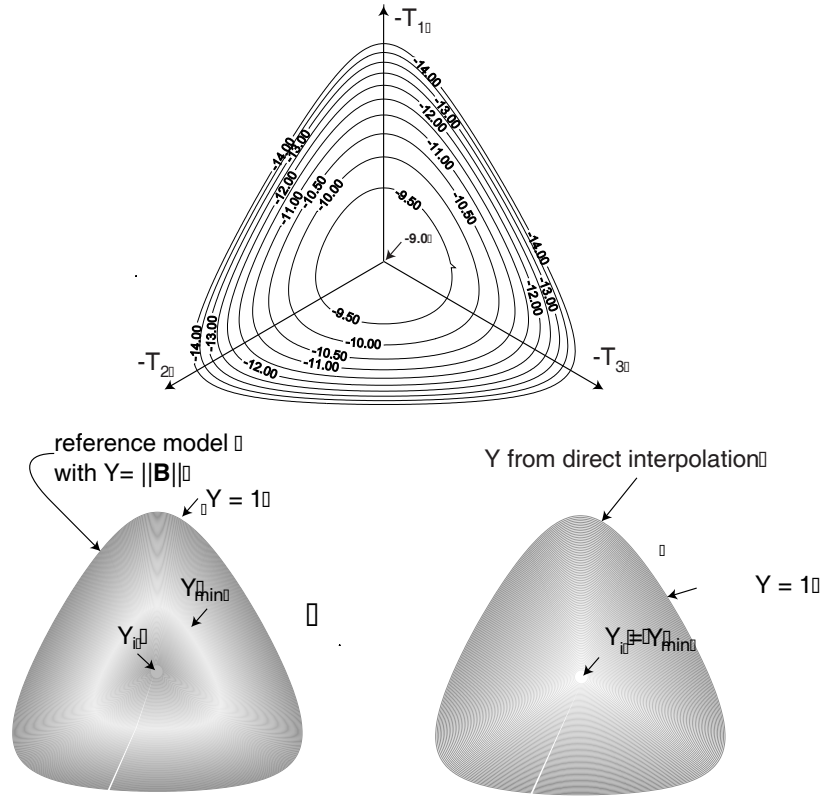 -T1
-14.00
-13.00
-12.00
-11.00
-10.50
-9.50
-9.0
-14.00
-13.00
-12.00
-11.00
-10.50
-10.00
-14.00
-13.00
-12.00
-9.50
-10.00
-10.50
-11.00
-12.00
-13.00
-14.00
-T2
-T3
reference model
with Y= ||B||
Y = 1
Ymin
Yi
Y from direct interpolation
Y = 1
Yi = Ymin